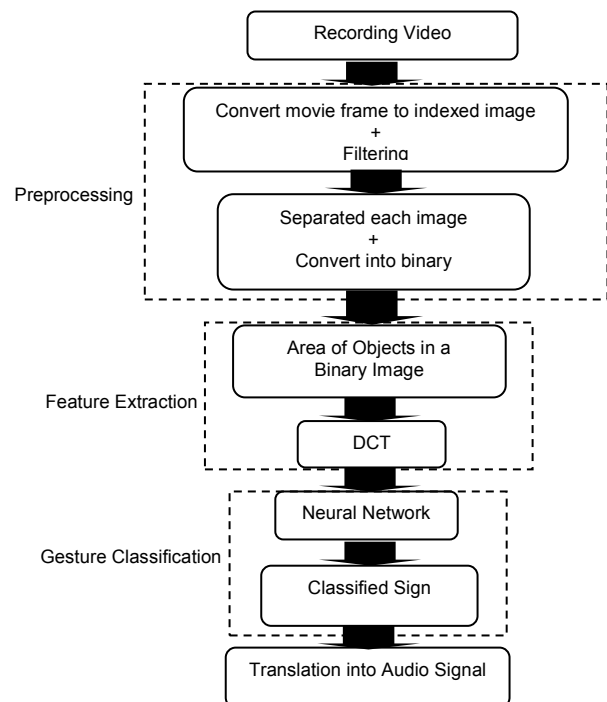 Recording Video
Convert movie frame to indexed image
+
Filtering
Preprocessing
Separated each image
+
Convert into binary
Area of Objects in a
Binary Image
Feature Extraction
DCT
Neural Network
Gesture Classification
Classified Sign
Translation into Audio Signal